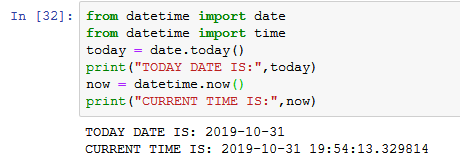 In [32]: from datetime import date
from datetime import time
today = date.today()
print("TODAY DATE IS:",today)
now = datetime.now()
print("CURRENT TIME IS:",now)
TODAY DATE IS: 2019-10-31
CURRENT TIME IS: 2019-10-31 19:54:13.329814